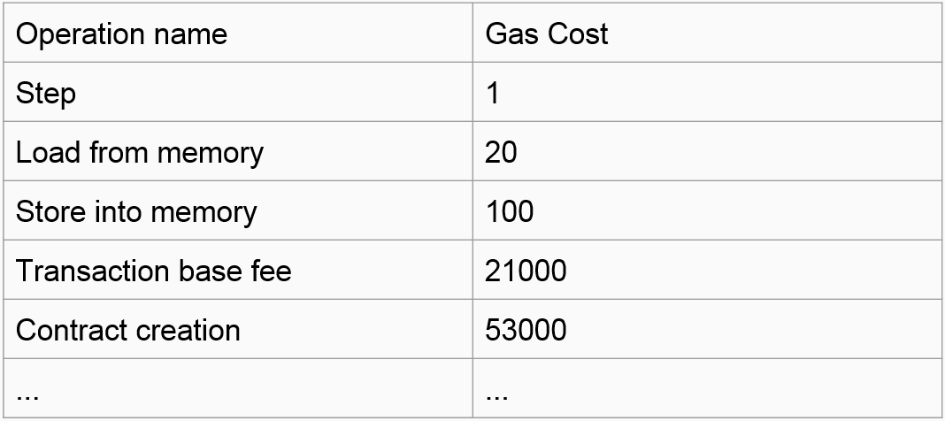 Operation name Gas Cost
Step 1
Load from memory 20
Store into memory 100
Transaction base fee 21000
Contract creation 53000
... ...